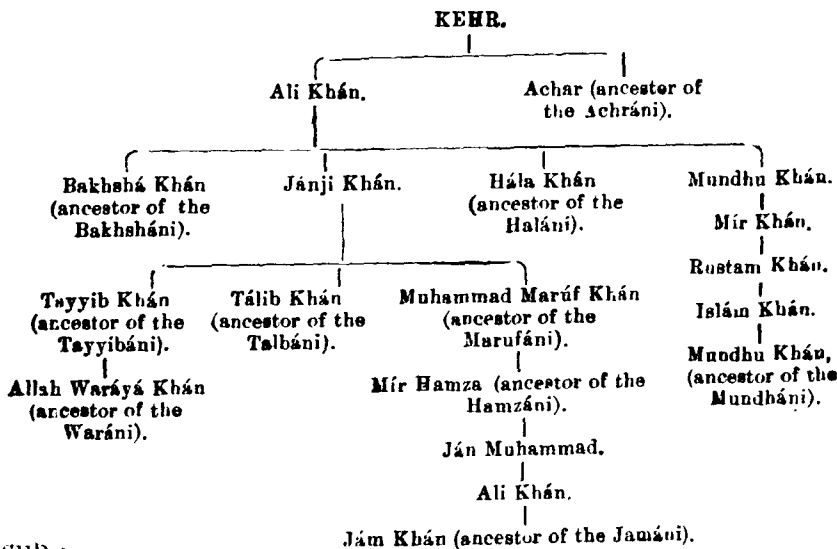 KEHR.
Ali Khán.
Achar (ancestor of
the Achráni).
Bakhshá Khán
(ancestor of the
Bakhsháni).
Jánji Khán.
Hála Khán
(ancestor of the
Haláni).
Mundhu Khán.
Mír Khán.
Rustam Khán.
Islám Khán.
Mundhu Khán,
(ancestor of the
Mundháni).
Tayyib Khán
(ancestor of the
Tayyibáni).
Allah Waráyá Khán
(ancestor of the
Waráni).
Tálib Khán
(ancestor of the
Talbáni).
Muhammad Marúf Khán
(ancestor of the
Marufáni).
Mír Hamza (ancestor of the
Hamzáni).
Ján Muhammad.
Ali Khán.
Jám Khán (ancestor of the Jamáni).